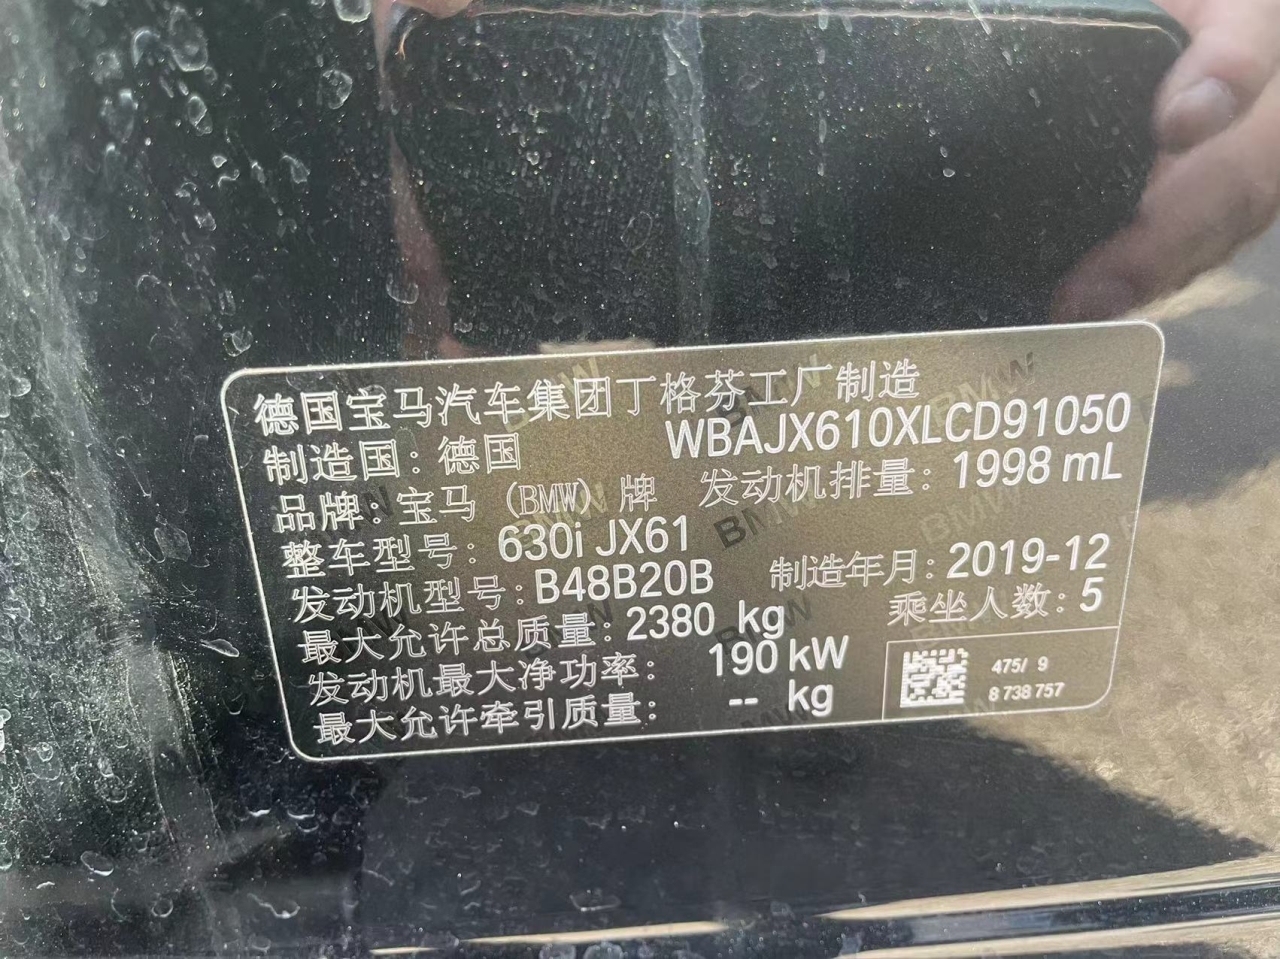 德国宝马汽车集团丁格芬工厂制造
制造国: 德国 WBAJX610XLCD91050
品牌: 宝马 (BMW) 牌 发动机排量: 1998 mL
整车型号: 630i JX61
发动机型号: B48B20B 制造年月: 2019-12
最大允许总质量: 2380 kg 乘坐人数: 5
发动机最大净功率: 190 kW
最大允许牵引质量: -- kg
475/ 9
8 738 757